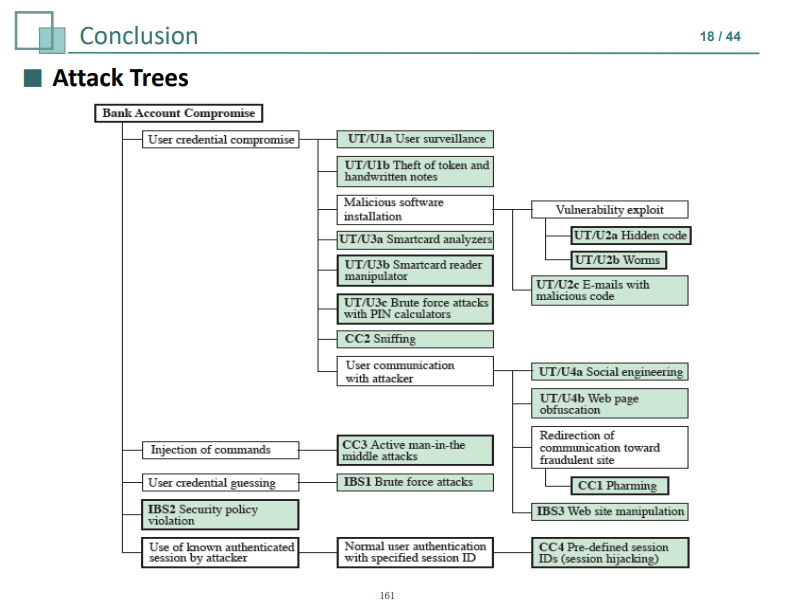 Conclusion
18 / 44
Attack Trees
Bank Account Compromise
User credential compromise
UT/U1a User surveillance
UT/U1b Theft of token and
handwritten notes
Malicious software
installation
Vulnerability exploit
UT/U2a Hidden code
UT/U2b Worms
UT/U2c E-mails with
malicious code
UT/U3a Smartcard analyzers
UT/U3b Smartcard reader
manipulator
UT/U3c Brute force attacks
with PIN calculators
CC2 Sniffing
User communication
with attacker
UT/U4a Social engineering
UT/U4b Web page
obfuscation
Redirection of
communication toward
fraudulent site
CC1 Pharming
IBS3 Web site manipulation
Injection of commands
CC3 Active man-in-the
middle attacks
User credential guessing
IBS1 Brute force attacks
IBS2 Security policy
violation
Use of known authenticated
session by attacker
Normal user authentication
with specified session ID
CC4 Pre-defined session
IDs (session hijacking)
161